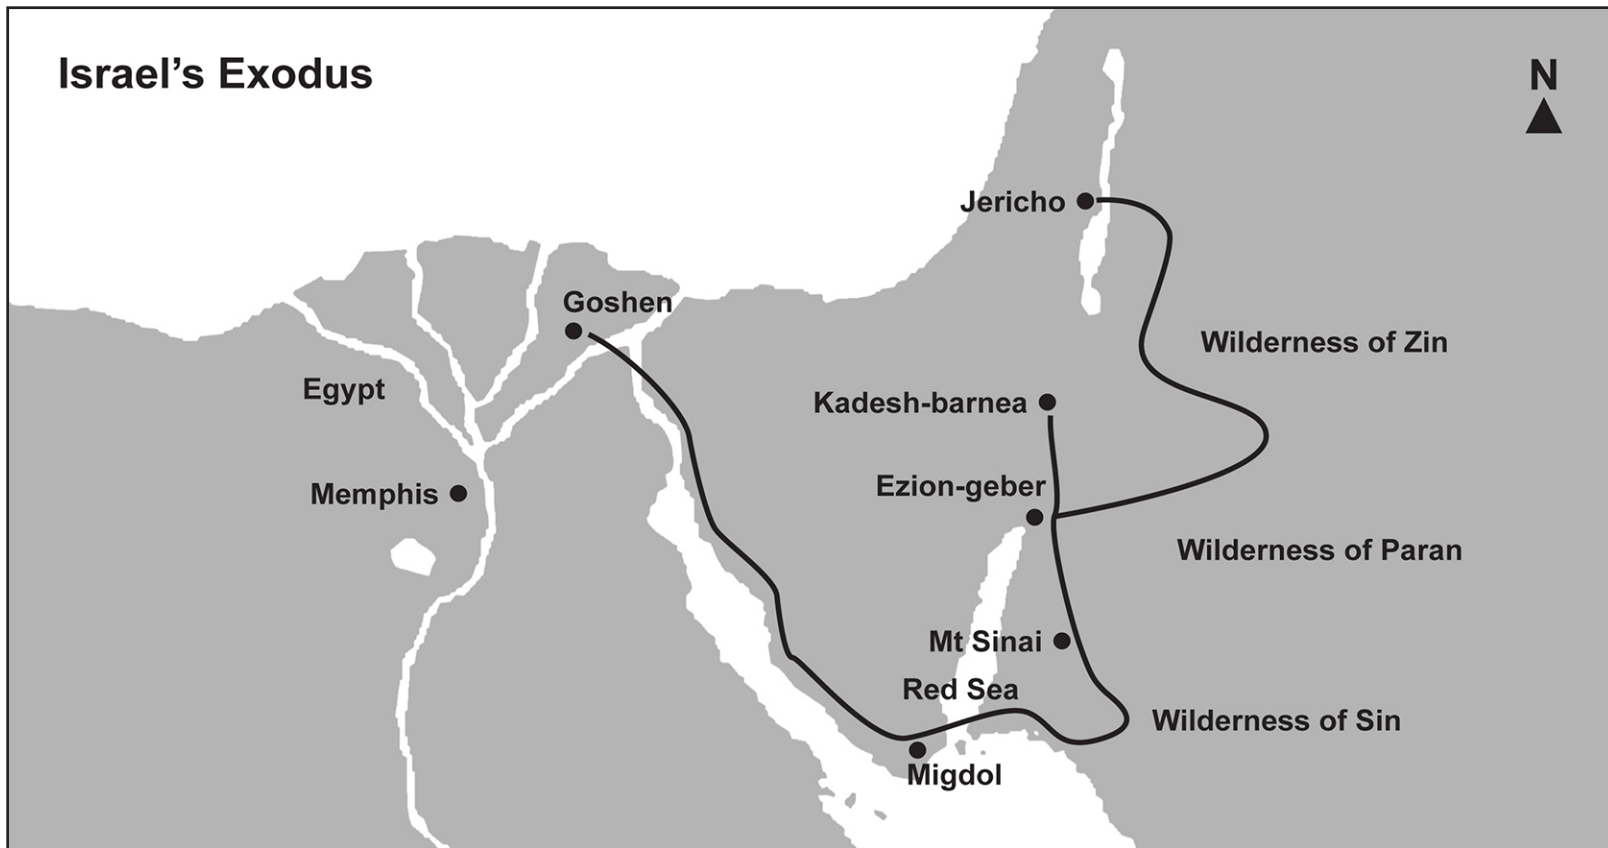 Israel's Exodus
N
Jericho
Goshen
Wilderness of Zin
Egypt
Kadesh-barnea
Ezion-geber
Memphis
Wilderness of Paran
Mt Sinai
Red Sea
Wilderness of Sin
Migdol